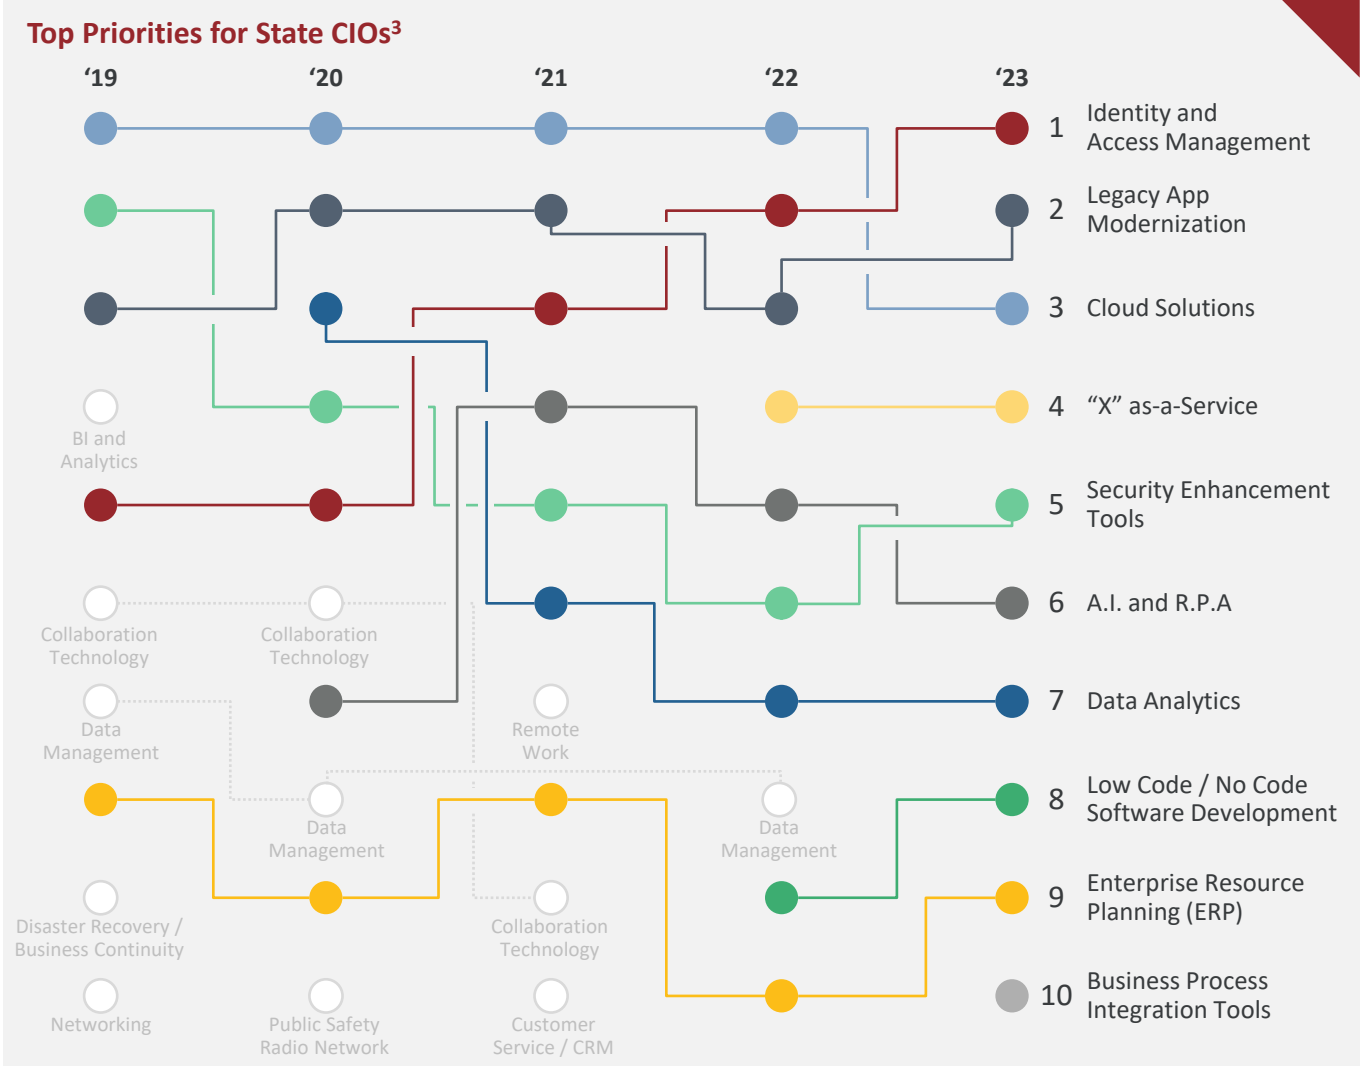 Top Priorities for State CIOs3
‘19 ‘20 ‘21 ‘22 ‘23
1 Identity and
Access Management
2 Legacy App
Modernization
3 Cloud Solutions
4 “X” as-a-Service
BI and
Analytics
5 Security Enhancement
Tools
6 A.I. and R.P.A
Collaboration
Technology
Collaboration
Technology
7 Data Analytics
Data
Management
Remote
Work
8 Low Code / No Code
Software Development
Data
Management
Data
Management
9 Enterprise Resource
Planning (ERP)
Disaster Recovery /
Business Continuity
Collaboration
Technology
10 Business Process
Integration Tools
Networking
Public Safety
Radio Network
Customer
Service / CRM